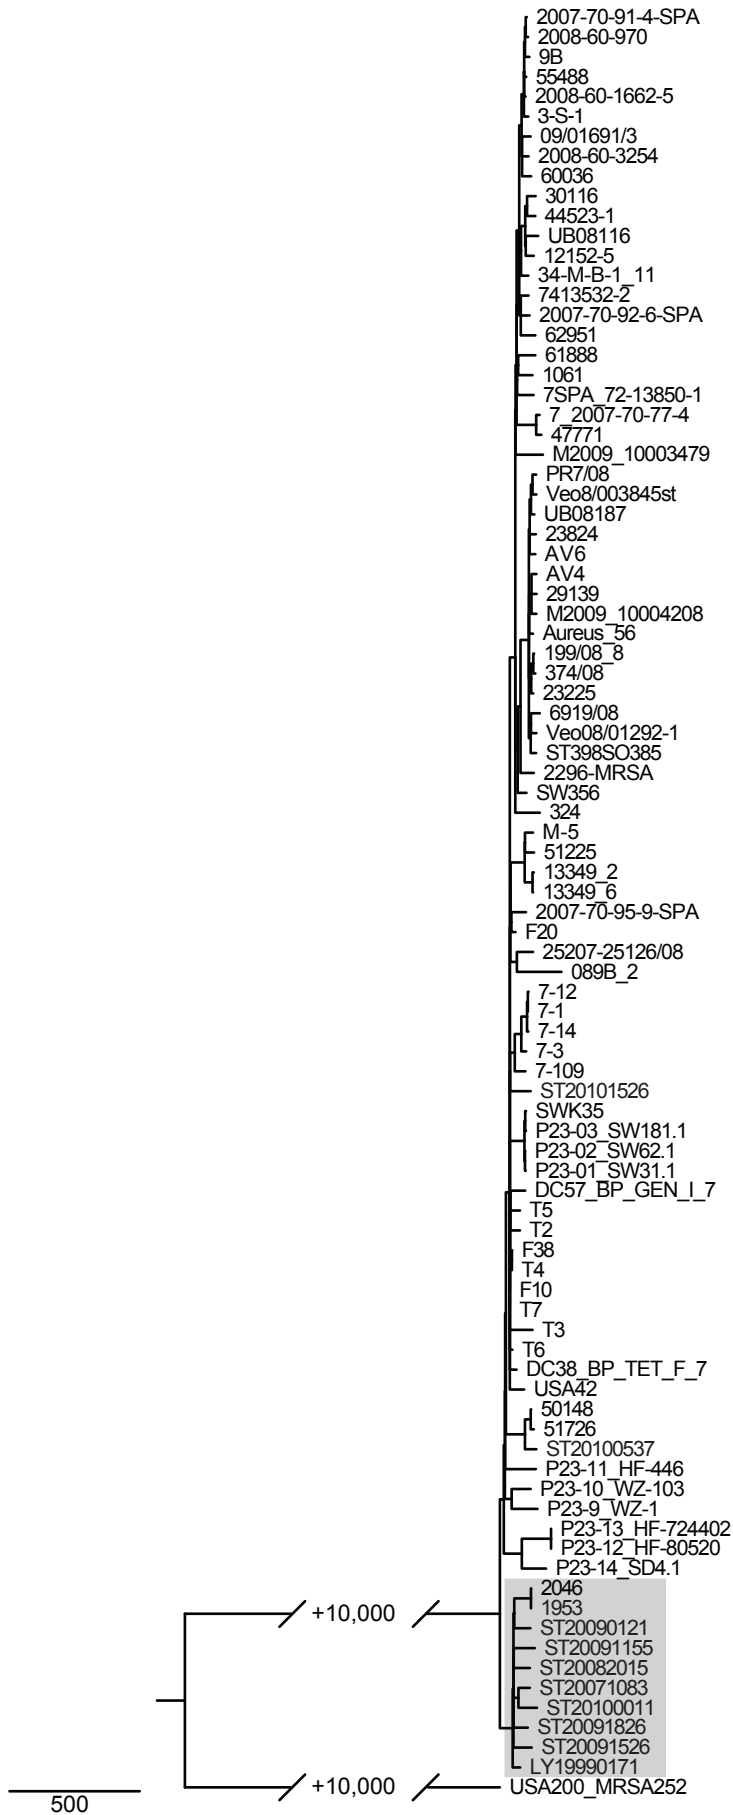 2007-70-91-4-SPA
2008-60-970
9B
55488
2008-60-1662-5
3-S-1
09/01691/3
2008-60-3254
60036
30116
44523-1
UB08116
12152-5
34-M-B-1_11
7413532-2
2007-70-92-6-SPA
62951
61888
1061
7SPA_72-13850-1
7_2007-70-77-4
47771
M2009_10003479
PR7/08
Veo8/003845st
UB08187
23824
AV6
AV4
29139
M2009_10004208
Aureus_56
199/08_8
374/08
23225
6919/08
Veo08/01292-1
ST398SO385
2296-MRSA
SW356
324
M-5
51225
13349_2
13349_6
2007-70-95-9-SPA
F20
25207-25126/08
089B_2
7-12
7-1
7-14
7-3
7-109
ST20101526
SWK35
P23-03_SW181.1
P23-02_SW62.1
P23-01_SW31.1
DC57_BP_GEN_I_7
T5
T2
F38
T4
F10
T7
T3
T6
DC38_BP_TET_F_7
USA42
50148
51726
ST20100537
P23-11_HF-446
P23-10_WZ-103
P23-9_WZ-1
P23-13_HF-724402
P23-12_HF-80520
P23-14_SD4.1
2046
1953
+10,000
ST20090121
ST20091155
ST20082015
ST20071083
ST20100011
ST20091826
ST20091526
LY19990171
+10,000
USA200_MRSA252
500